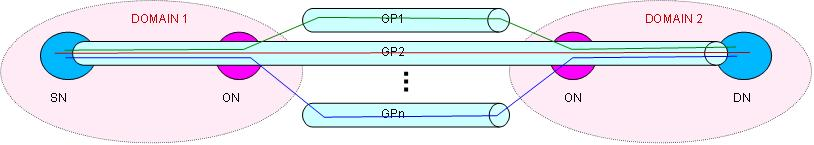 GP1
DOMAIN 1
DOMAIN 2
GP2
SN
ON
ON
DN
GPn